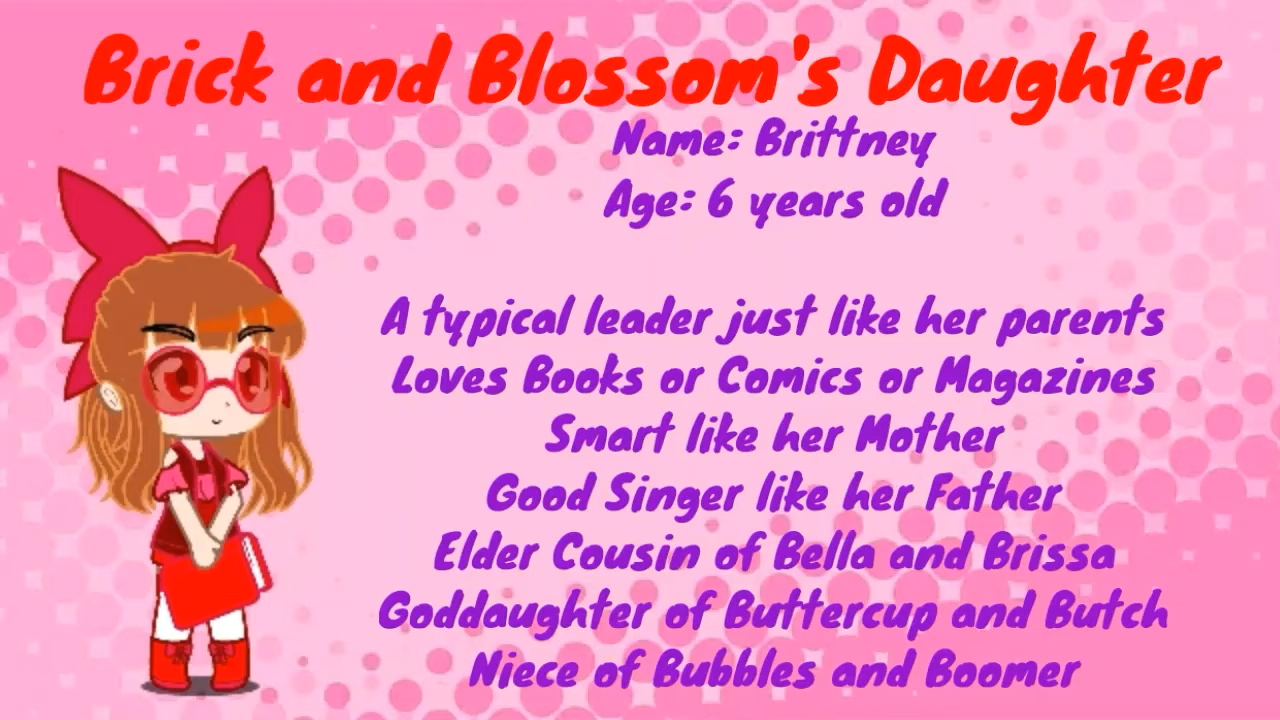 Brick and Blossom's Daughter
Name: Brittney
Age: 6 years old
A typical leader just like her parents
Loves Books or Comics or Magazines
Smart like her Mother
Good Singer like her Father
Elder Cousin of Bella and Brissa
Goddaughter of Buttercup and Butch
Niece of Bubbles and Boomer